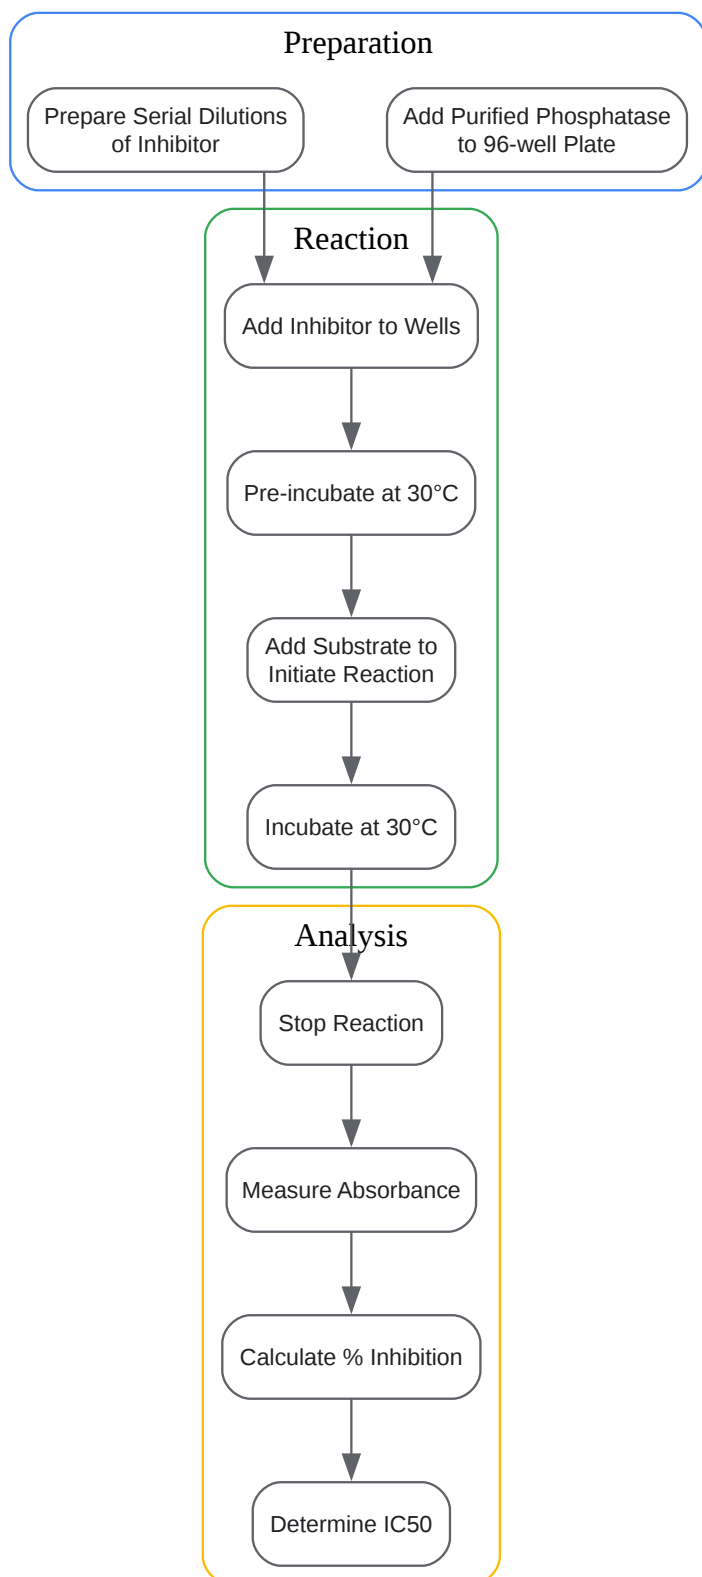 Preparation
Prepare Serial Dilutions
of Inhibitor
Add Purified Phosphatase
to 96-well Plate
Reaction
Add Inhibitor to Wells
Pre-incubate at 30°C
Add Substrate to
Initiate Reaction
Incubate at 30°C
Analysis
Stop Reaction
Measure Absorbance
Calculate % Inhibition
Determine IC50